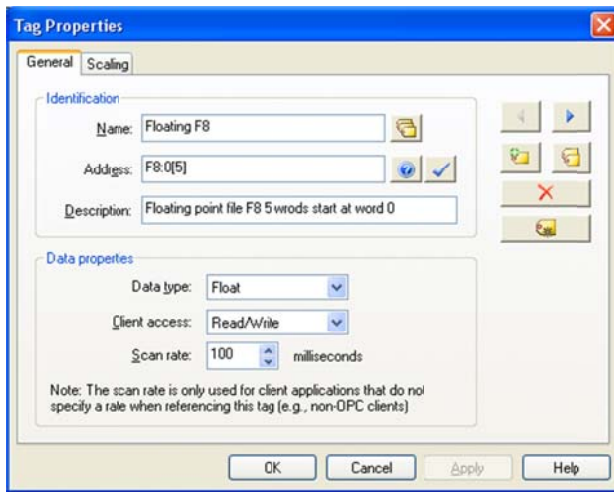 Tag Properties
General Scaling
Identification
Name: Floating F8
Address: F8:0[5]
Description: Floating point file F8 5wrods start at word 0
Data propertes
Data type: Float
Client access: Read/Write
Scan rate: 100 milliseconds
Note: The scan rate is only used for client applications that do not
specify a rate when referencing this tag (e.g., non-OPC clients)
OK Cancel Apply Help